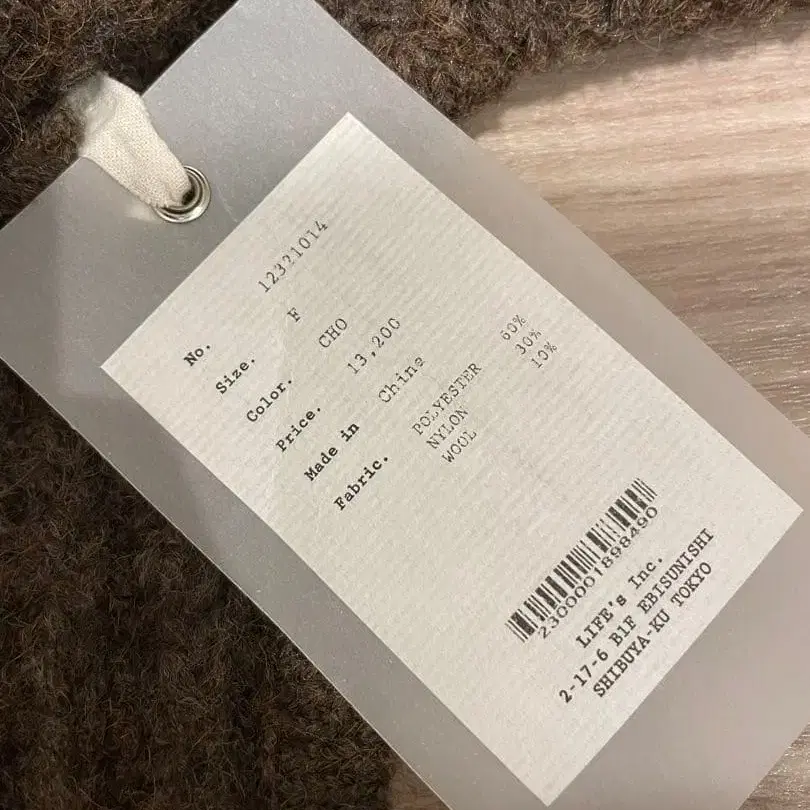 No. 12321014
Size. F
Color. CHO
Price. 13,200
Made in China
Fabric. POLYESTER 60%
NYLON 30%
WOOL 10%
2300001898490
LIFE's Inc.
2-17-6 B1F EBISUNISHI
SHIBUYA-KU TOKYO